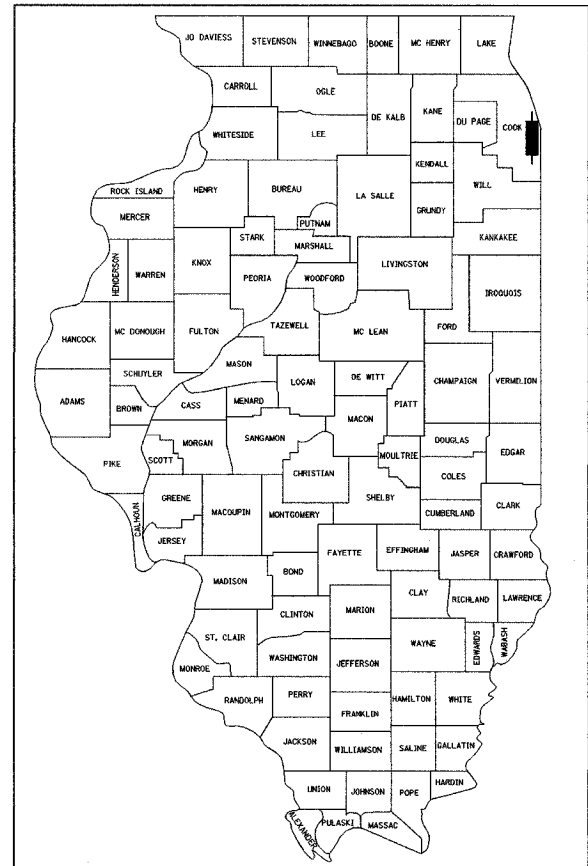 JO DAVIESS
STEVENSON
WINNEBAGO
BOONE
MC HENRY
LAKE
CARROLL
OGLE
DE KALB
KANE
DU PAGE
COOK
WHITESIDE
LEE
KENDALL
WILL
ROCK ISLAND
HENRY
BUREAU
LA SALLE
GRUNDY
MERCER
PUTNAM
STARK
MARSHALL
KANKAKEE
HENDERSON
WARREN
KNOX
PEORIA
WOODFORD
LIVINGSTON
IROQUOIS
HANCOCK
MC DONOUGH
FULTON
TAZEWELL
MC LEAN
FORD
MASON
SCHUYLER
LOGAN
DE WITT
CHAMPAIGN
VERMILION
ADAMS
BROWN
CASS
MENARD
MACON
PIATT
PIKE
SCOTT
MORGAN
SANGAMON
CHRISTIAN
MOULTRIE
DOUGLAS
EDGAR
COLES
CALHOUN
GREENE
MACOUPIN
MONTGOMERY
SHELBY
CUMBERLAND
CLARK
JERSEY
FAYETTE
EFFINGHAM
JASPER
CRAWFORD
MADISON
BOND
CLAY
RICHLAND
LAWRENCE
CLINTON
MARION
ST. CLAIR
WAYNE
EDWARDS
WABASH
MONROE
WASHINGTON
JEFFERSON
RANDOLPH
PERRY
HAMILTON
WHITE
FRANKLIN
JACKSON
WILLIAMSON
SALINE
GALLATIN
UNION
JOHNSON
POPE
HARDIN
ALEXANDER
PULASKI
MASSAC